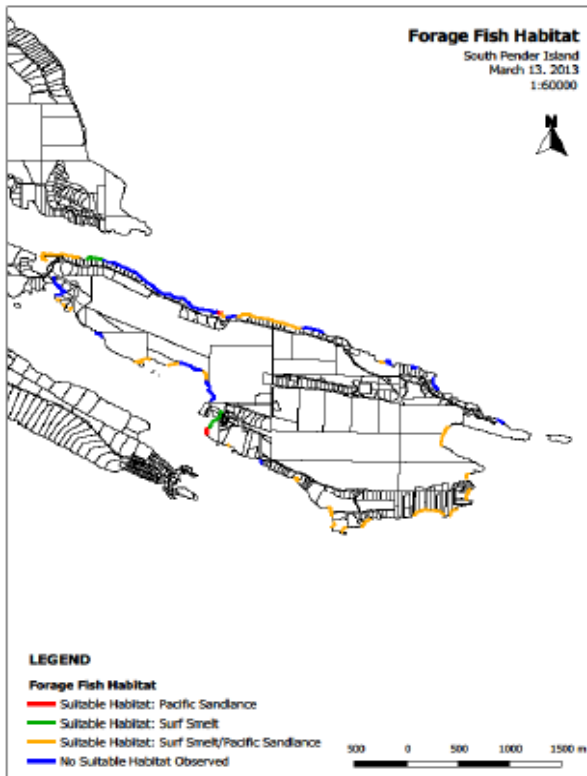 Forage Fish Habitat
South Pender Island
March 13, 2013
1:60000
N
LEGEND
Forage Fish Habitat
Suitable Habitat: Pacific Sandlance
Suitable Habitat: Surf Smelt
Suitable Habitat: Surf Smelt/Pacific Sandlance
No Suitable Habitat Observed
500 0 500 1000 1500 m